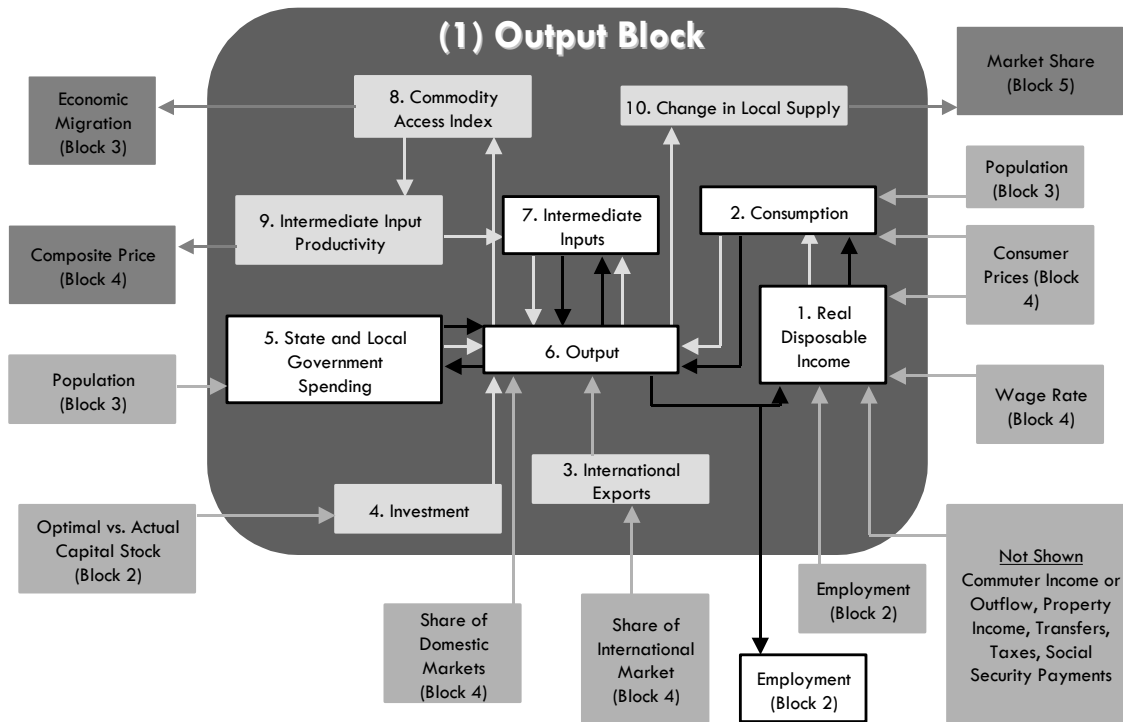 (1) Output Block
Economic
Migration
(Block 3)
8. Commodity
Access Index
10. Change in Local Supply
Market Share
(Block 5)
Population
(Block 3)
9. Intermediate Input
Productivity
7. Intermediate
Inputs
2. Consumption
Composite Price
(Block 4)
Consumer
Prices (Block
4)
1. Real
Disposable
Income
5. State and Local
Government
Spending
6. Output
Population
(Block 3)
Wage Rate
(Block 4)
3. International
Exports
4. Investment
Optimal vs. Actual
Capital Stock
(Block 2)
Share of
Domestic
Markets
(Block 4)
Share of
International
Market
(Block 4)
Employment
(Block 2)
Employment
(Block 2)
Not Shown
Commuter Income or
Outflow, Property
Income, Transfers,
Taxes, Social
Security Payments